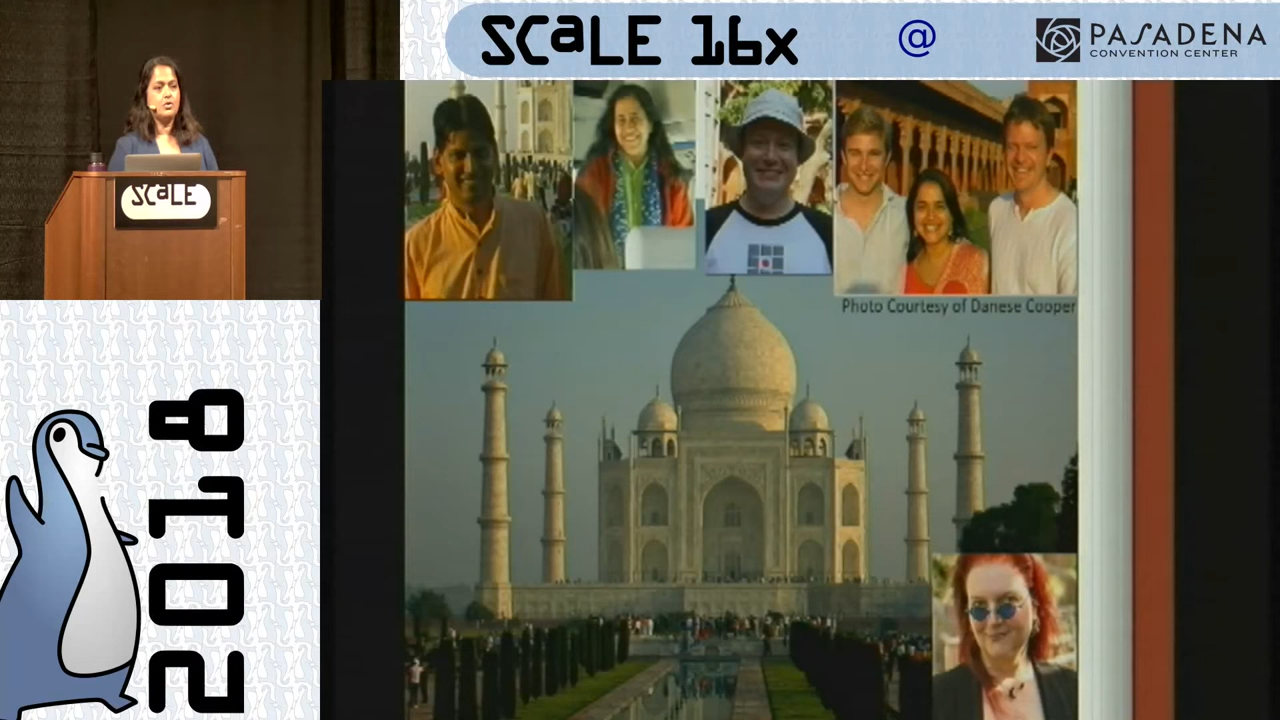 SCALE 16x @ PASADENA
CONVENTION CENTER
SCALE
Photo Courtesy of Danese Cooper
2018